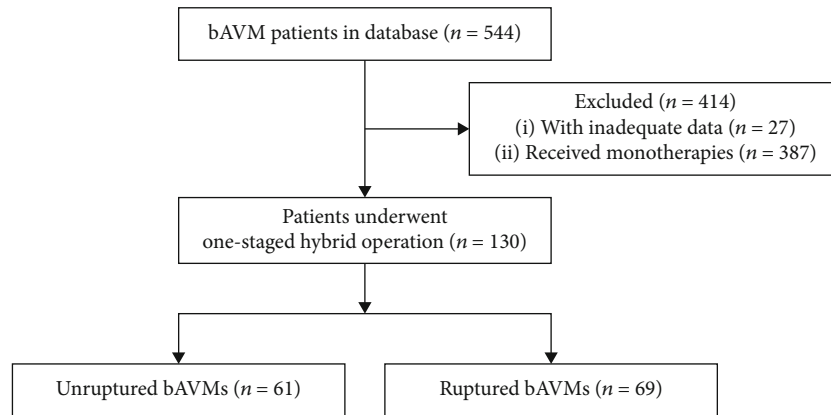 bAVM patients in database (n = 544)
Excluded (n = 414)
(i) With inadequate data (n = 27)
(ii) Received monotherapies (n = 387)
Patients underwent
one-staged hybrid operation (n = 130)
Unruptured bAVMs (n = 61)
Ruptured bAVMs (n = 69)